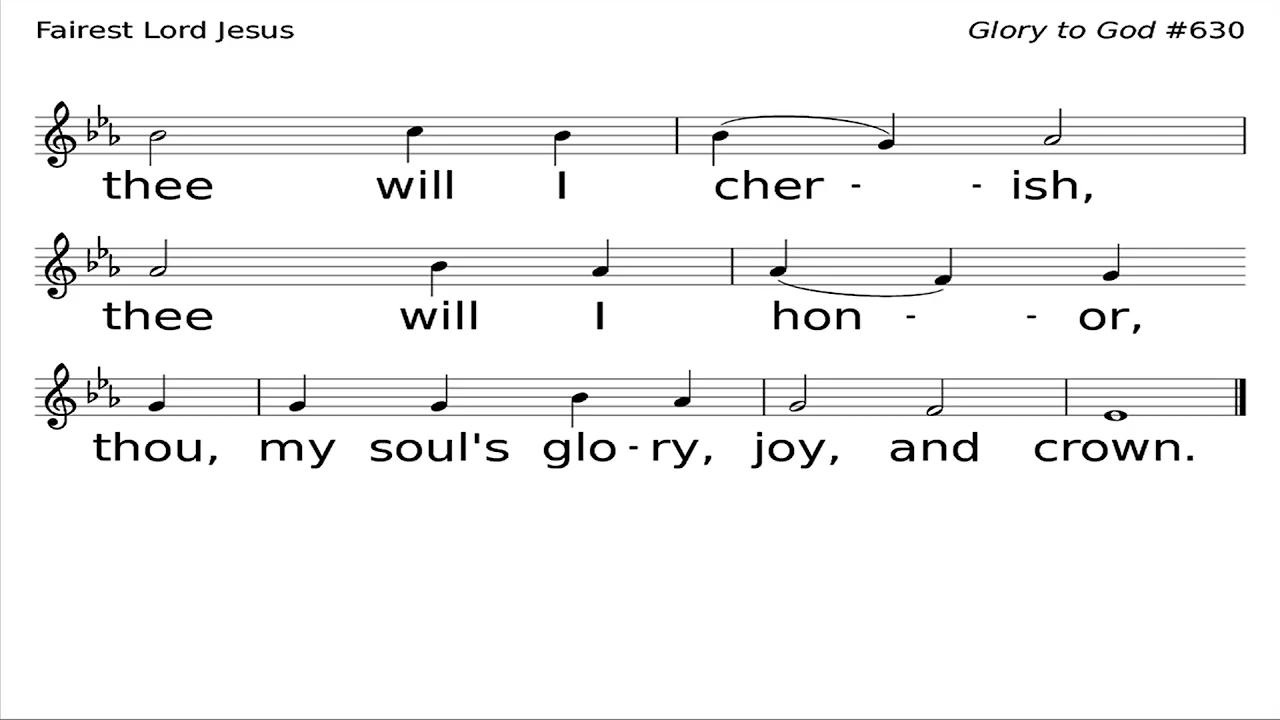 Fairest Lord Jesus
Glory to God #630
thee will I cher - - ish,
thee will I hon - - or,
thou, my soul's glo - ry, joy, and crown.